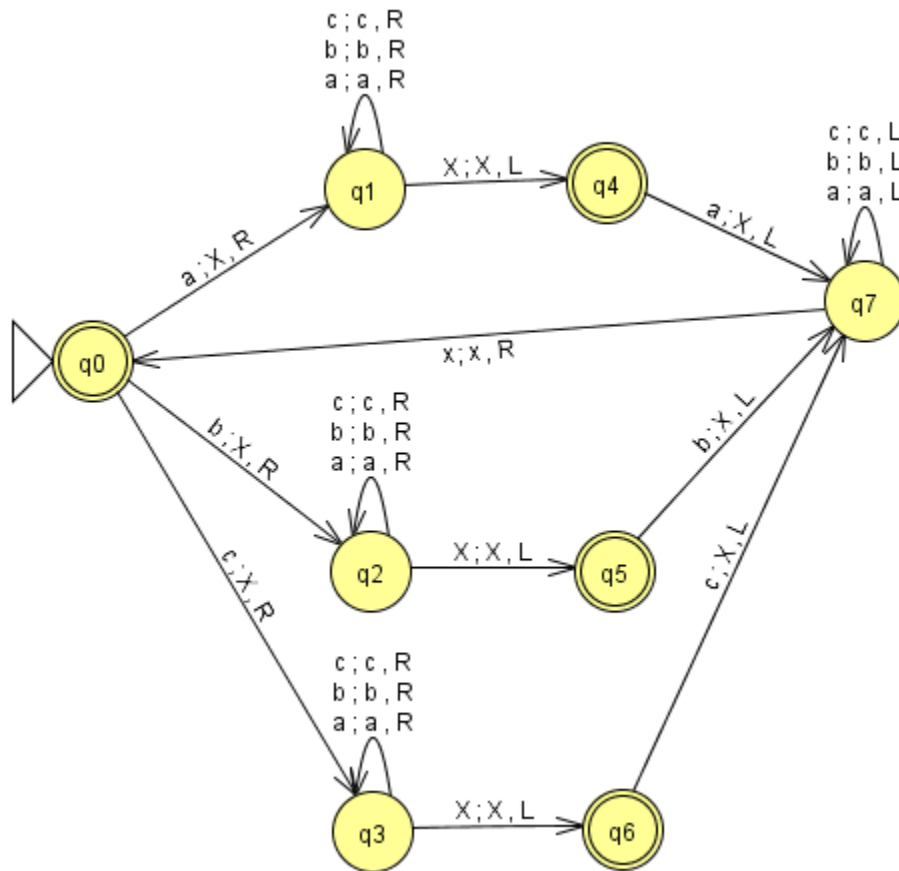 c ; c , R
b ; b , R
a ; a , R
q1
X ; X , L
q4
c ; c , L
b ; b , L
a ; a , L
q7
a ; X , R
a ; X , L
q0
x ; x , R
b ; X , R
c ; c , R
b ; b , R
a ; a , R
q2
X ; X , L
q5
b ; X , L
c ; X , R
c ; X , L
c ; c , R
b ; b , R
a ; a , R
q3
X ; X , L
q6